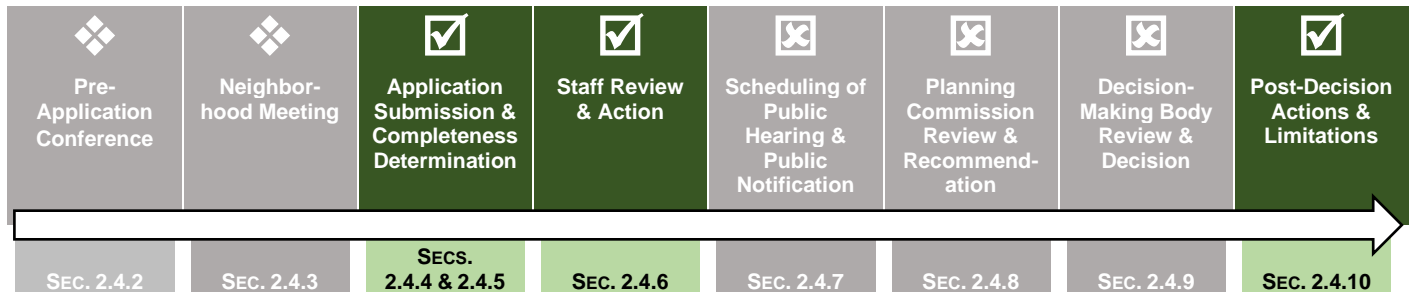 Pre-
Application
Conference
Neighbor-
hood Meeting
Application
Submission &
Completeness
Determination
Staff Review
& Action
Scheduling of
Public
Hearing &
Public
Notification
Planning
Commission
Review &
Recommend-
ation
Decision-
Making Body
Review &
Decision
Post-Decision
Actions &
Limitations
SEC. 2.4.2
SEC. 2.4.3
SECS.
2.4.4 & 2.4.5
SEC. 2.4.6
SEC. 2.4.7
SEC. 2.4.8
SEC. 2.4.9
SEC. 2.4.10